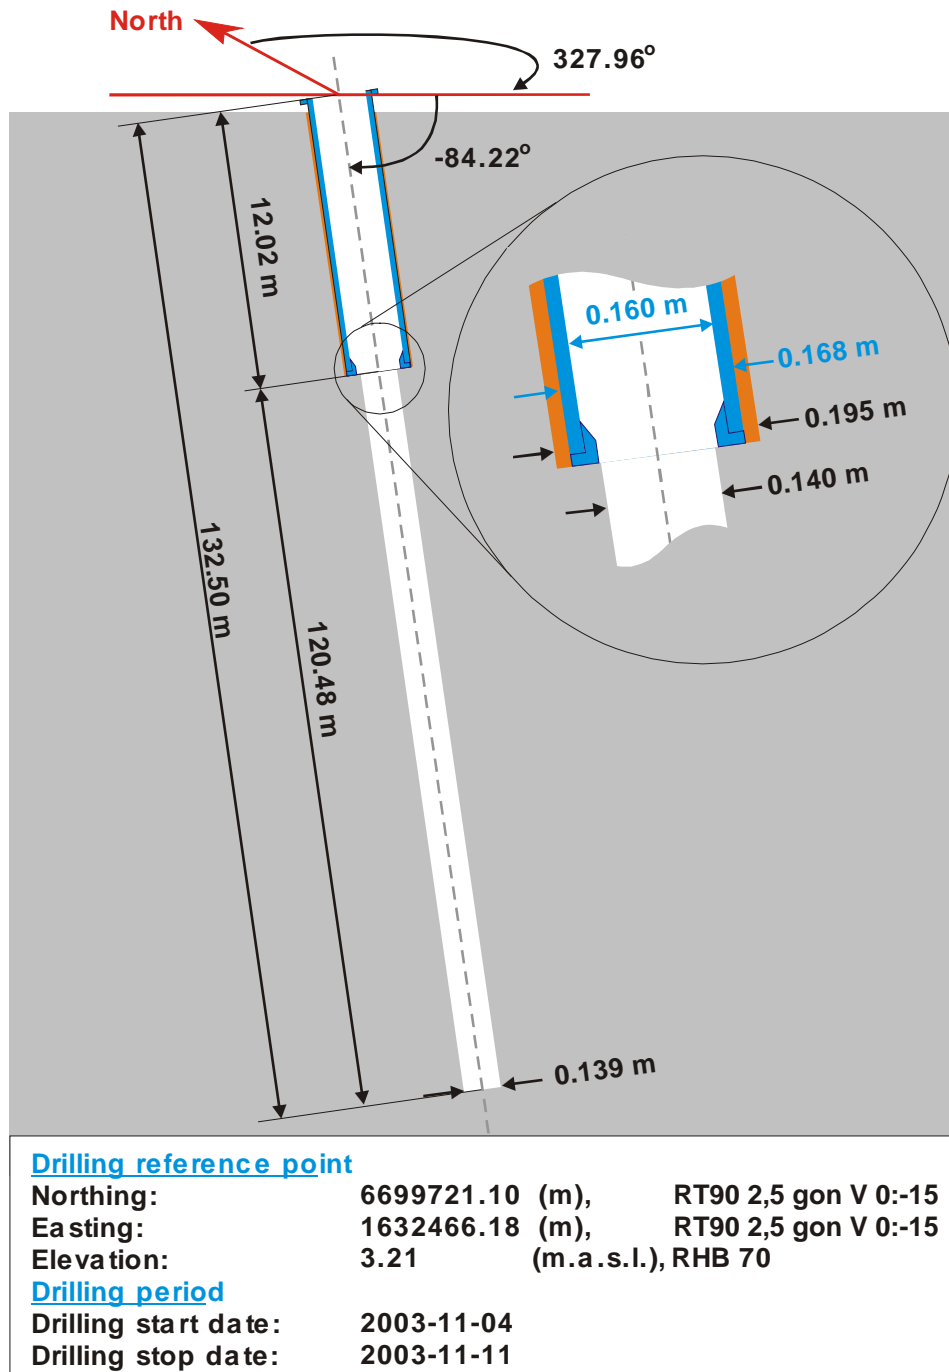 North
327.96°
-84.22°
12.02 m
0.160 m
0.168 m
0.195 m
0.140 m
132.50 m
120.48 m
0.139 m
Drilling reference point
Northing: 6699721.10 (m), RT90 2,5 gon V 0:-15
Easting: 1632466.18 (m), RT90 2,5 gon V 0:-15
Elevation: 3.21 (m.a.s.l.), RHB 70
Drilling period
Drilling start date: 2003-11-04
Drilling stop date: 2003-11-11